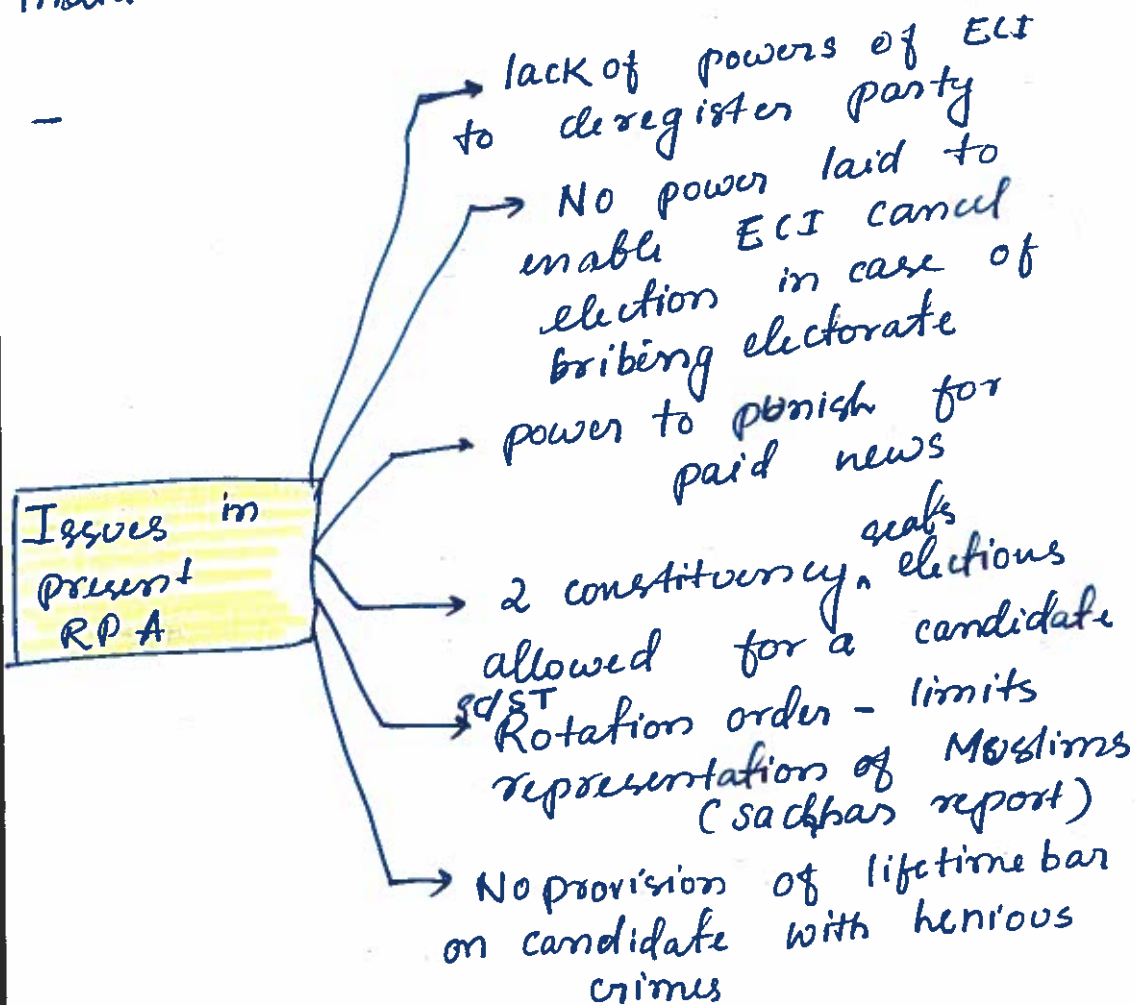 lack of powers of ECI
to deregister party
No power laid to
enable ECI cancel
election in case of
bribing electorate
power to punish for
paid news
Issues in
present
RPA
seats
2 constituency ‸ elections
allowed for a candidate
SC/ST
Rotation order - limits
representation of Muslims
(sachhar report)
No provision of lifetime bar
on candidate with henious
crimes